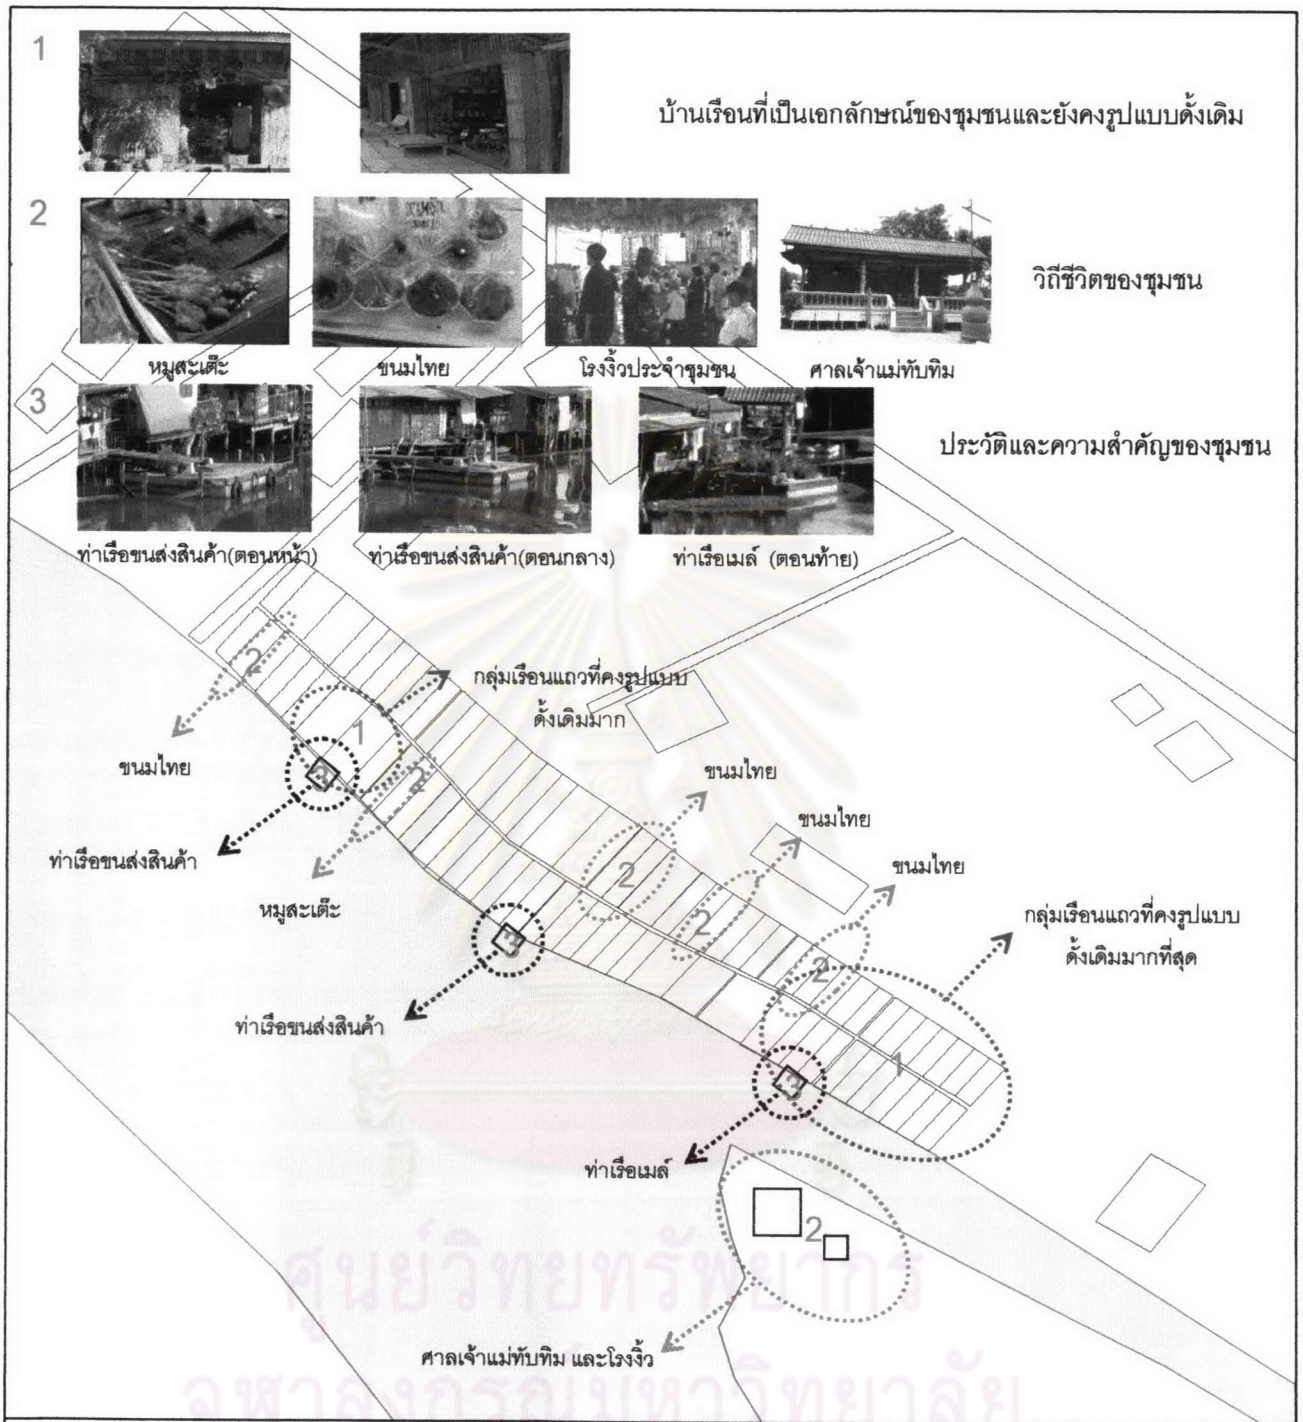 1
บ้านเรือนที่เป็นเอกลักษณ์ของชุมชนและยังคงรูปแบบดั้งเดิม
2
วิถีชีวิตของชุมชน
หมูสะเต๊ะ
ขนมไทย
โรงงิ้วประจำชุมชน
ศาลเจ้าแม่ทับทิม
3
ประวัติและความสำคัญของชุมชน
ท่าเรือขนส่งสินค้า(ตอนหน้า)
ท่าเรือขนส่งสินค้า(ตอนกลาง)
ท่าเรือเมล์ (ตอนท้าย)
2
กลุ่มเรือนแถวที่คงรูปแบบ
ดั้งเดิมมาก
1
ขนมไทย
3
2
ขนมไทย
ขนมไทย
ท่าเรือขนส่งสินค้า
2
ขนมไทย
หมูสะเต๊ะ
2
กลุ่มเรือนแถวที่คงรูปแบบ
ดั้งเดิมมากที่สุด
3
2
ท่าเรือขนส่งสินค้า
1
3
ท่าเรือเมล์
2
ศูนย์วิทยทรัพยากร
ศาลเจ้าแม่ทับทิม และโรงงิ้ว
จุฬาลงกรณ์มหาวิทยาลัย